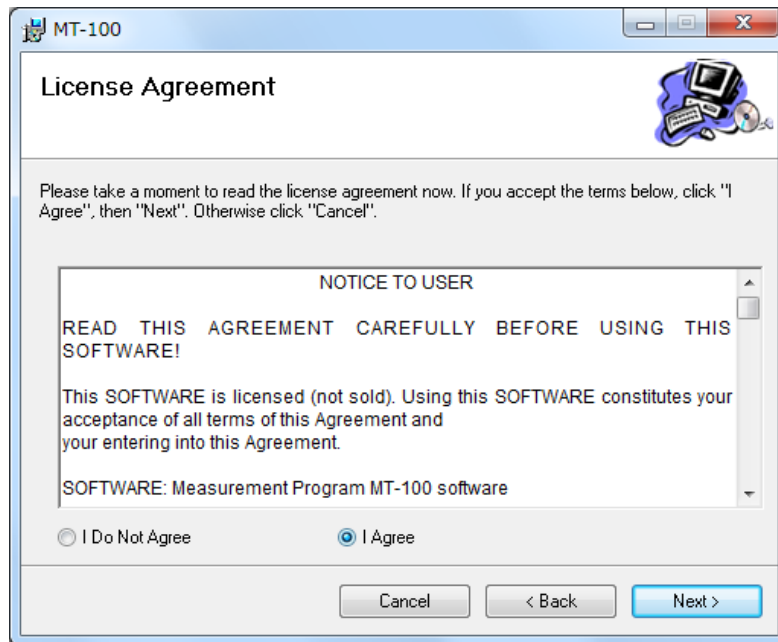 MT-100
License Agreement
Please take a moment to read the license agreement now. If you accept the terms below, click "I
Agree", then "Next". Otherwise click "Cancel".
NOTICE TO USER
READ THIS AGREEMENT CAREFULLY BEFORE USING THIS
SOFTWARE!
This SOFTWARE is licensed (not sold). Using this SOFTWARE constitutes your
acceptance of all terms of this Agreement and
your entering into this Agreement.
SOFTWARE: Measurement Program MT-100 software
I Do Not Agree
I Agree
Cancel
< Back
Next >